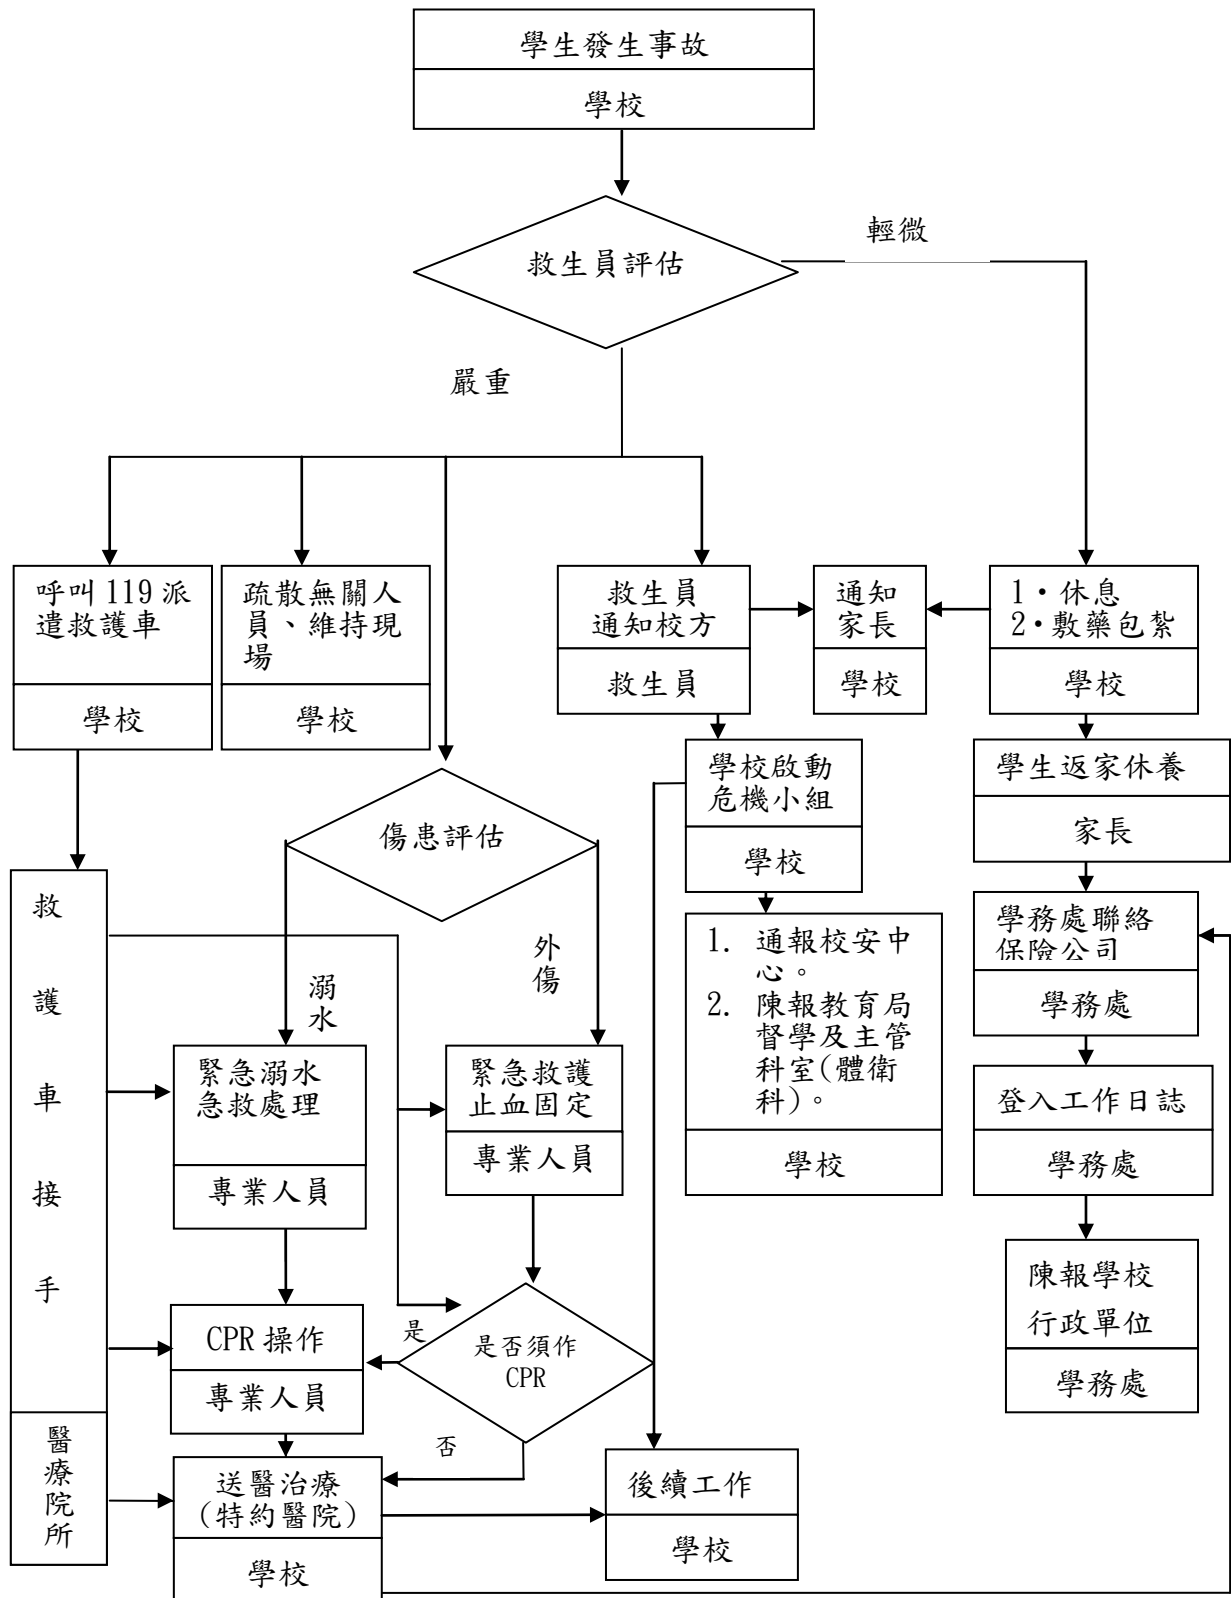 學生發生事故
學校
救生員評估
輕微
嚴重
呼叫119派
遣救護車
學校
疏散無關人
員、維持現
場
學校
救生員
通知校方
救生員
通知
家長
學校
1·休息
2·敷藥包紮
學校
學校啟動
危機小組
學校
學生返家休養
家長
傷患評估
溺水
外傷
救護車接手
醫療院所
1. 通報校安中
心。
2. 陳報教育局
督學及主管
科室(體衛
科)。
學校
學務處聯絡
保險公司
學務處
緊急溺水
急救處理
專業人員
緊急救護
止血固定
專業人員
登入工作日誌
學務處
陳報學校
行政單位
學務處
CPR操作
專業人員
是
是否須作
CPR
否
送醫治療
(特約醫院)
學校
後續工作
學校